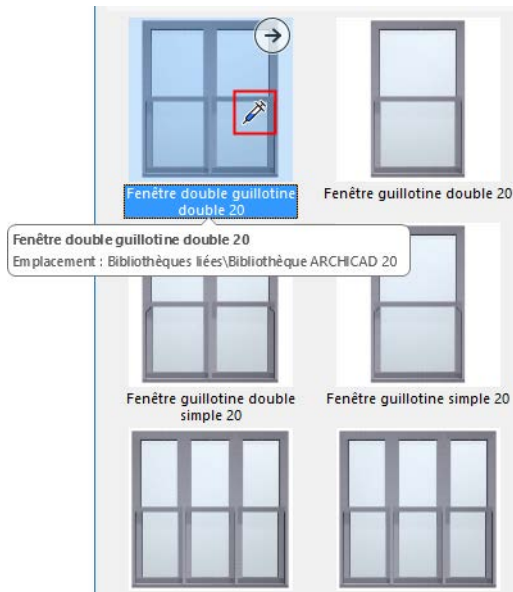 Fenêtre double guillotine
double 20
Fenêtre guillotine double 20
Fenêtre double guillotine double 20
Emplacement : Bibliothèques liées\Bibliothèque ARCHICAD 20
Fenêtre guillotine double
simple 20
Fenêtre guillotine simple 20